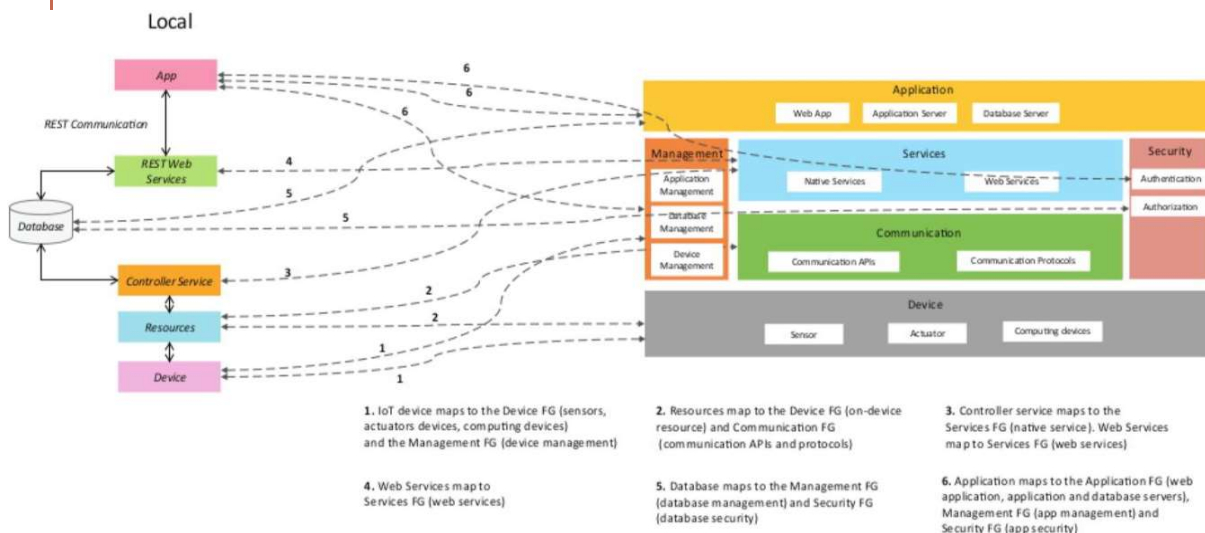 Local
App
REST Communication
REST Web
Services
Database
Controller Service
Resources
Device
6
6
6
4
5
5
3
2
2
1
1
Application
Web App
Application Server
Database Server
Management
Application
Management
Database
Management
Device
Management
Services
Native Services
Web Services
Communication
Communication APIs
Communication Protocols
Security
Authentication
Authorization
Device
Sensor
Actuator
Computing devices
1. IoT device maps to the Device FG (sensors,
actuators devices, computing devices)
and the Management FG (device management)
2. Resources map to the Device FG (on-device
resource) and Communication FG
(communication APIs and protocols)
3. Controller service maps to the
Services FG (native service). Web Services
map to Services FG (web services)
4. Web Services map to
Services FG (web services)
5. Database maps to the Management FG
(database management) and Security FG
(database security)
6. Application maps to the Application FG (web
application, application and database servers),
Management FG (app management) and
Security FG (app security)